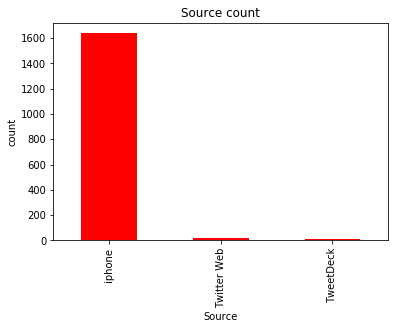 Source count
count
1600
1400
1200
1000
800
600
400
200
0
iphone
Twitter Web
TweetDeck
Source